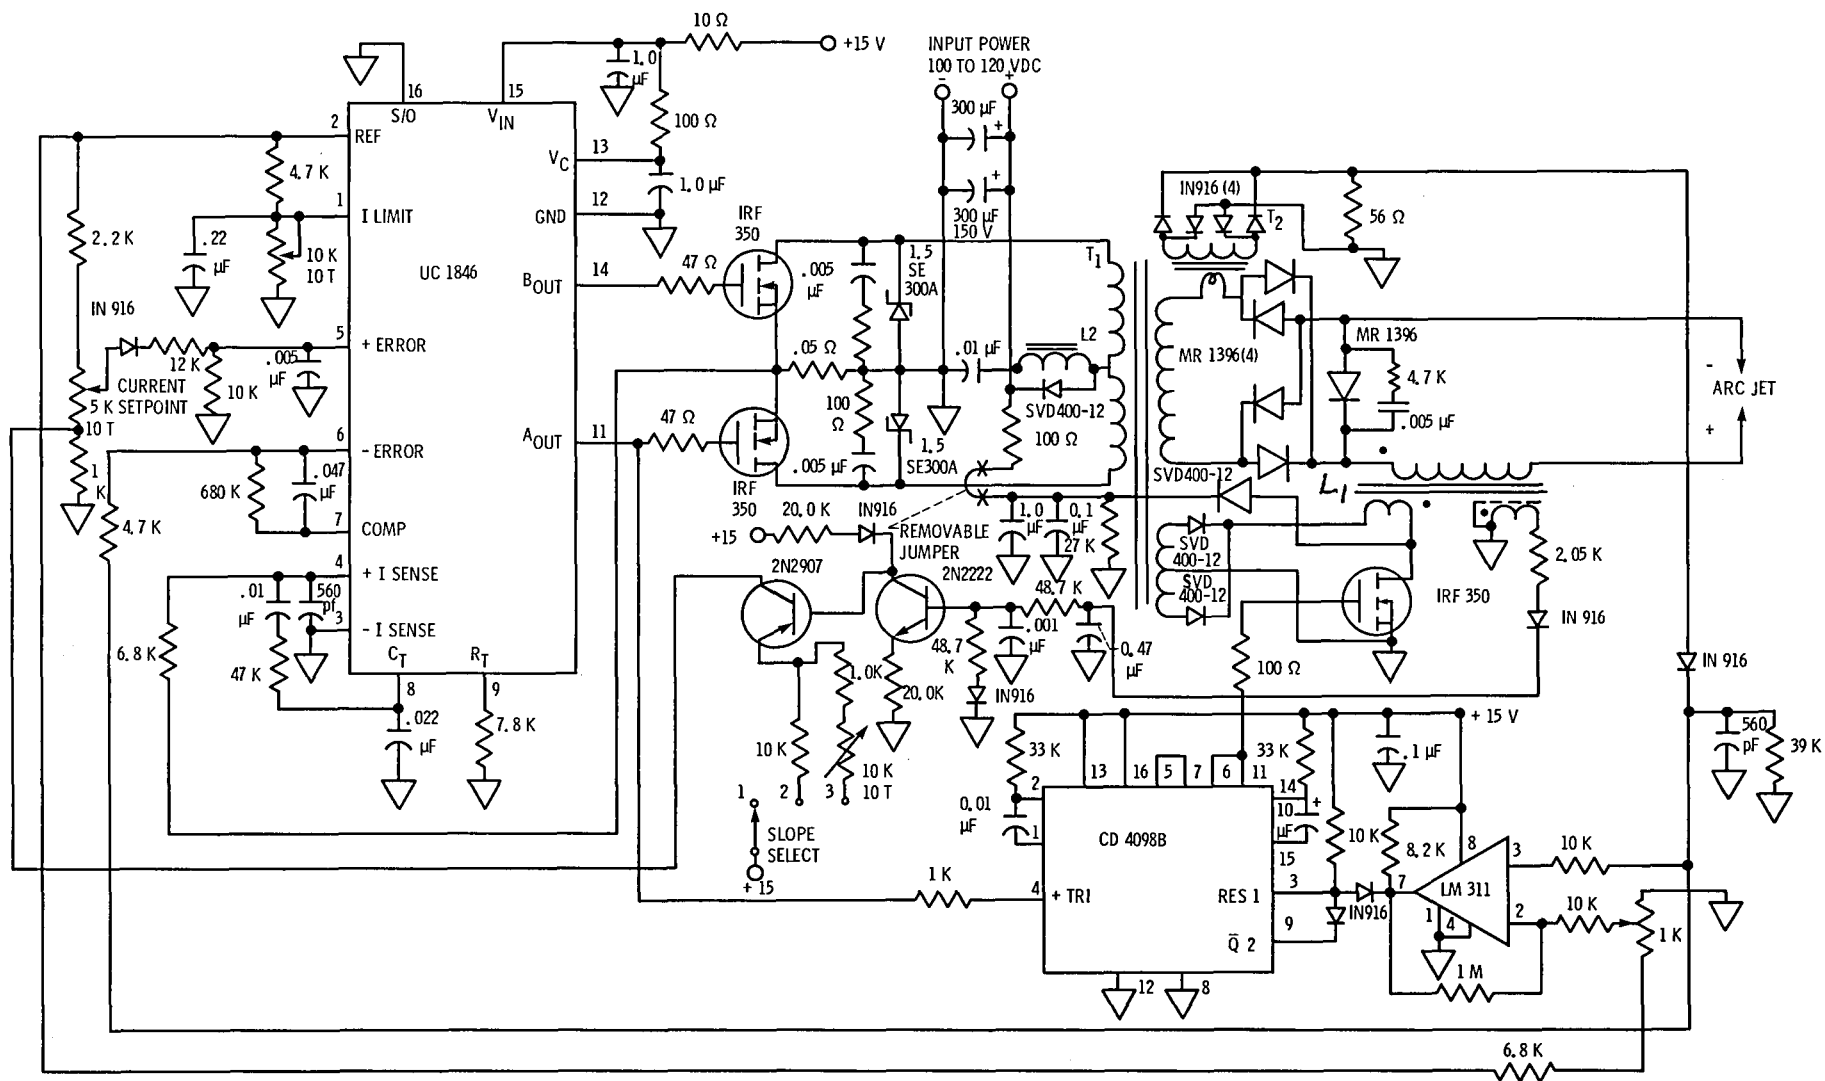 10 Ω
+15 V
1.0
µF
16
S/O
15
V_IN
100 Ω
INPUT POWER
100 TO 120 VDC
-
+
300 µF
+
+
300 µF
150 V
2
REF
4.7 K
V_C
13
1.0 µF
1
I LIMIT
GND
12
2.2 K
.22
µF
10 K
10 T
UC 1846
B_OUT
14
47 Ω
IRF
350
.005
µF
1.5
SE
300A
T1
IN916 (4)
T2
56 Ω
IN 916
5
+ ERROR
12 K
.005
µF
10 K
CURRENT
SETPOINT
5 K
10 T
.05 Ω
.01 µF
L2
MR 1396(4)
MR 1396
4.7 K
.005 µF
-
ARC JET
+
SVD400-12
100
Ω
100 Ω
47 Ω
A_OUT
11
6
- ERROR
1
K
680 K
.047
µF
7
COMP
4.7 K
.005 µF
1.5
SE300A
IRF
350
SVD400-12
L1
20.0 K
IN916
+15
REMOVABLE
JUMPER
1.0
µF
0.1
µF
27 K
SVD
400-12
SVD
400-12
2.05 K
4
+ I SENSE
.01
µF
560
pf
3
- I SENSE
2N2907
2N2222
48.7 K
IRF 350
IN 916
6.8 K
47 K
C_T
R_T
8
9
.022
µF
7.8 K
48.7
K
.001
µF
0.47
µF
100 Ω
1.0K
20.0K
IN916
IN 916
10 K
10 K
10 T
1
2
3
SLOPE
SELECT
+ 15
33 K
+ 15 V
33 K
.1 µF
560
pF
39 K
2
13
16
5
7
6
11
14
0.01
µF
1
10
µF
+
15
CD 4098B
10 K
8.2 K
8
3
10 K
1 K
4
+ TRI
RES 1
3
IN916
7
LM 311
1
4
2
10 K
1 K
9
Q̅ 2
1 M
12
8
6.8 K